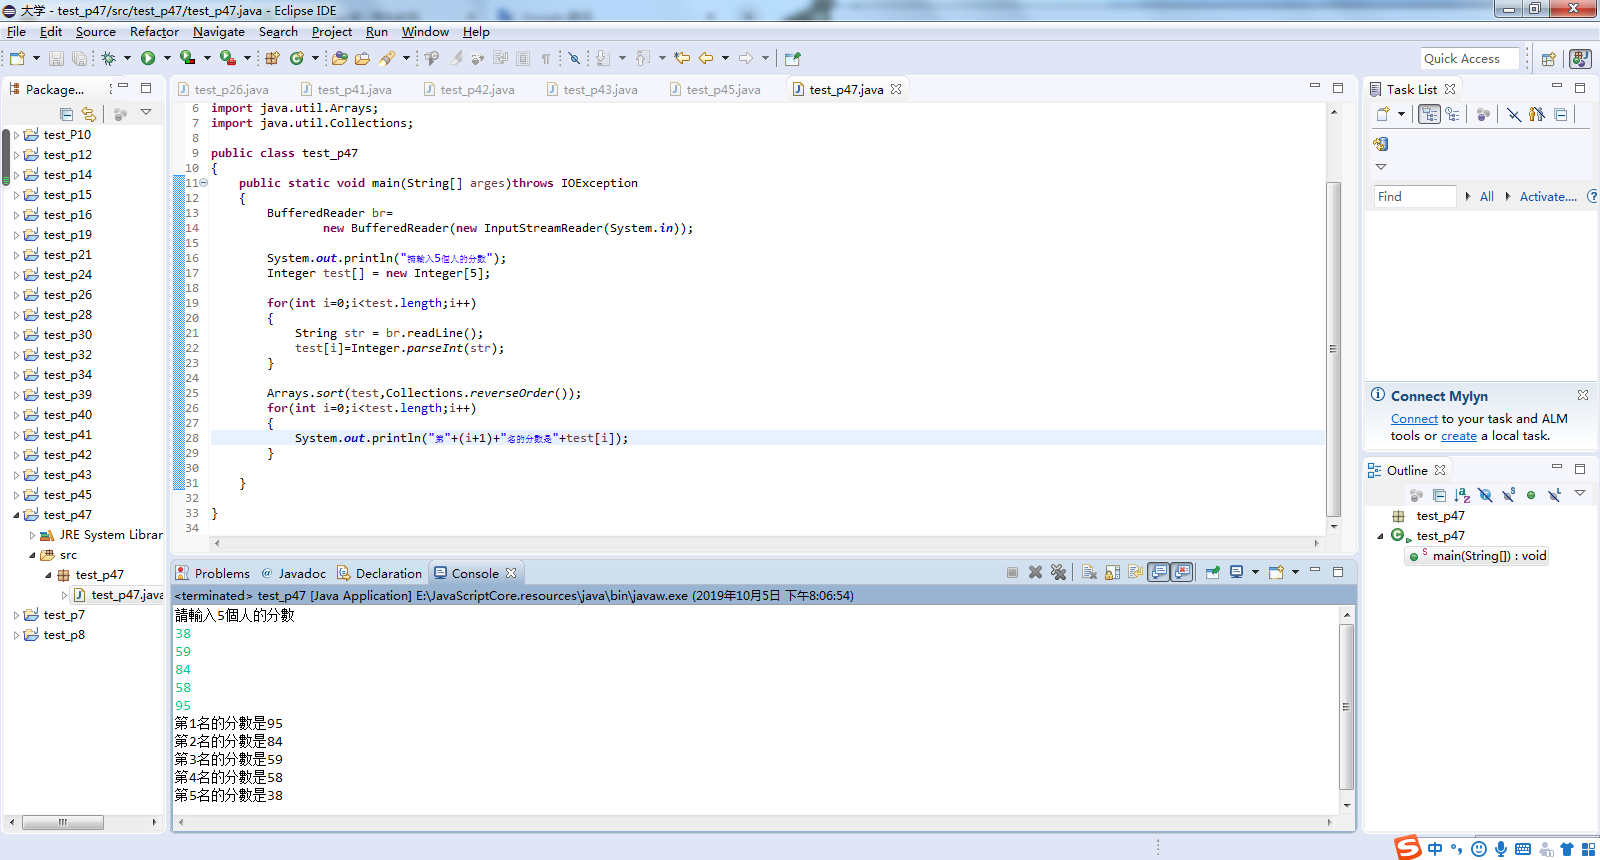 大学 - test_p47/src/test_p47/test_p47.java - Eclipse IDE
File Edit Source Refactor Navigate Search Project Run Window Help
Quick Access
Package...
test_P10
test_p12
test_p14
test_p15
test_p16
test_p19
test_p21
test_p24
test_p26
test_p28
test_p30
test_p32
test_p34
test_p39
test_p40
test_p41
test_p42
test_p43
test_p45
test_p47
JRE System Librar
src
test_p47
test_p47.java
test_p7
test_p8
test_p26.java test_p41.java test_p42.java test_p43.java test_p45.java test_p47.java
6 import java.util.Arrays;
7 import java.util.Collections;
8
9 public class test_p47
10 {
11 public static void main(String[] arges)throws IOException
12 {
13 BufferedReader br=
14 new BufferedReader(new InputStreamReader(System.in));
15
16 System.out.println("請輸入5個人的分數");
17 Integer test[] = new Integer[5];
18
19 for(int i=0;i<test.length;i++)
20 {
21 String str = br.readLine();
22 test[i]=Integer.parseInt(str);
23 }
24
25 Arrays.sort(test,Collections.reverseOrder());
26 for(int i=0;i<test.length;i++)
27 {
28 System.out.println("第"+(i+1)+"名的分數是"+test[i]);
29 }
30
31 }
32
33 }
34
Problems @ Javadoc Declaration Console
<terminated> test_p47 [Java Application] E:\JavaScriptCore.resources\java\bin\javaw.exe (2019年10月5日 下午8:06:54)
請輸入5個人的分數
38
59
84
58
95
第1名的分數是95
第2名的分數是84
第3名的分數是59
第4名的分數是58
第5名的分數是38
Task List
Find All Activate....
Connect Mylyn
Connect to your task and ALM
tools or create a local task.
Outline
test_p47
test_p47
main(String[]) : void
中